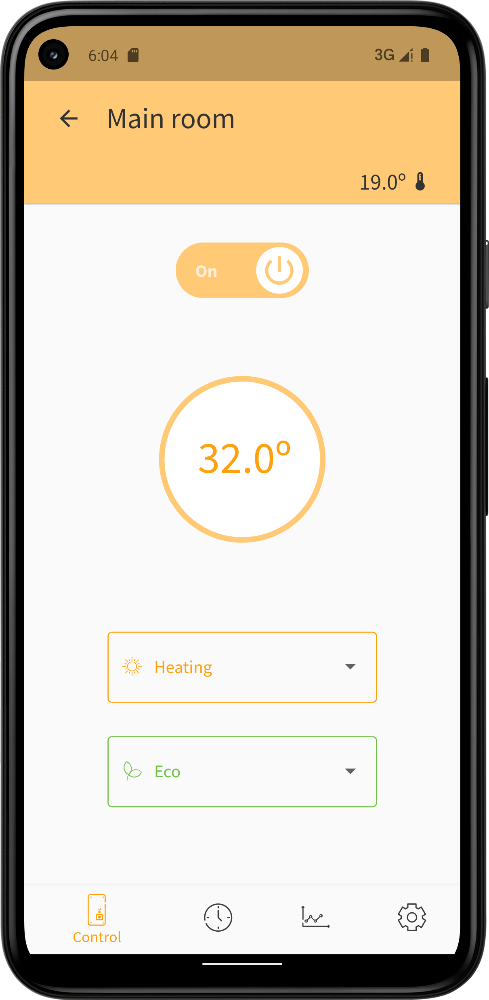 6:04 3G
Main room
19.0°
On
32.0°
Heating
Eco
Control